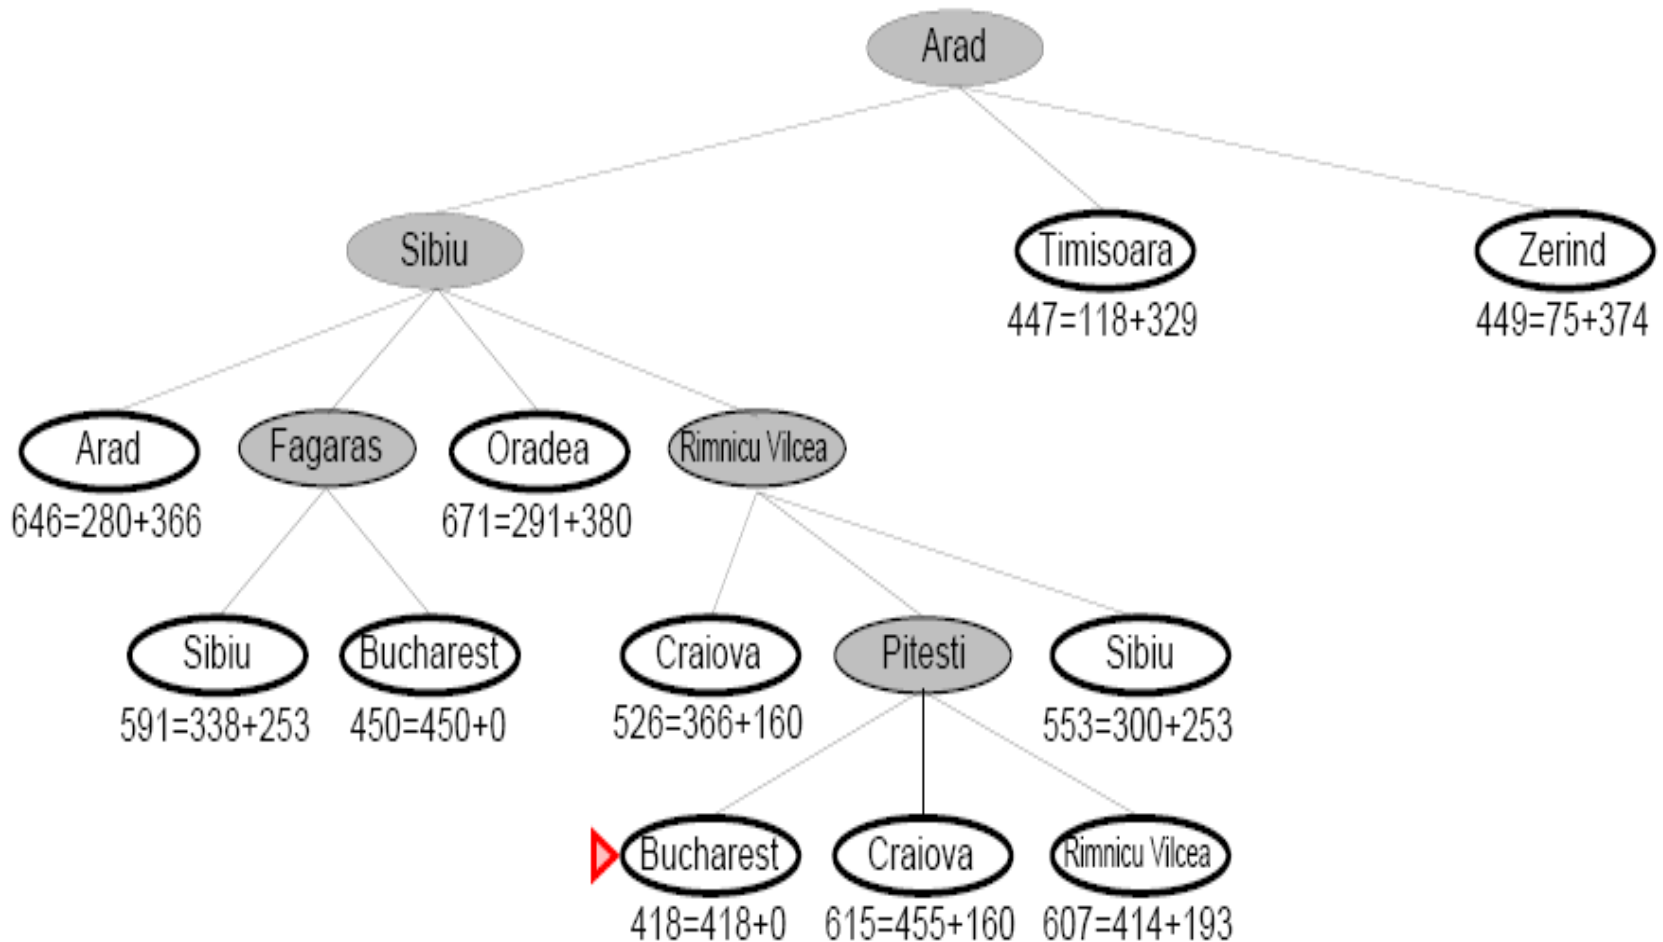 Arad
Sibiu
Timisoara
Zerind
447=118+329
449=75+374
Arad
Fagaras
Oradea
Rimnicu Vilcea
646=280+366
671=291+380
Sibiu
Bucharest
Craiova
Pitesti
Sibiu
591=338+253
450=450+0
526=366+160
553=300+253
Bucharest
Craiova
Rimnicu Vilcea
418=418+0
615=455+160
607=414+193